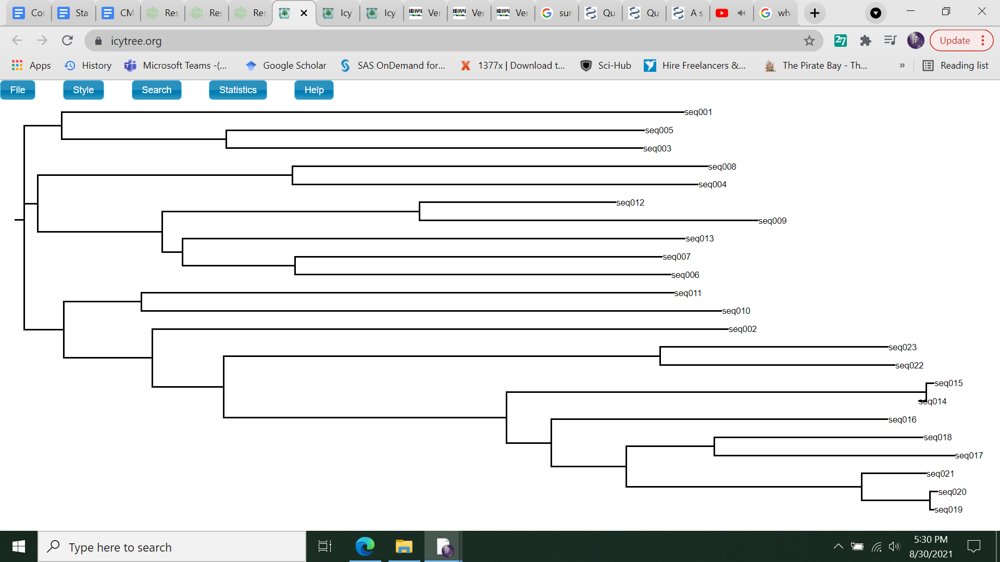 Co Sta CM Res Res Res Icy Icy IBIVU Ver IBIVU Ver IBIVU Ver sur Qu Qu A s wh
icytree.org 27 Update
Apps History Microsoft Teams -(... Google Scholar SAS OnDemand for... 1377x | Download t... Sci-Hub Hire Freelancers &... The Pirate Bay - Th... » Reading list
File Style Search Statistics Help
seq001
seq005
seq003
seq008
seq004
seq012
seq009
seq013
seq007
seq006
seq011
seq010
seq002
seq023
seq022
seq015
seq014
seq016
seq018
seq017
seq021
seq020
seq019
Type here to search
5:30 PM
8/30/2021